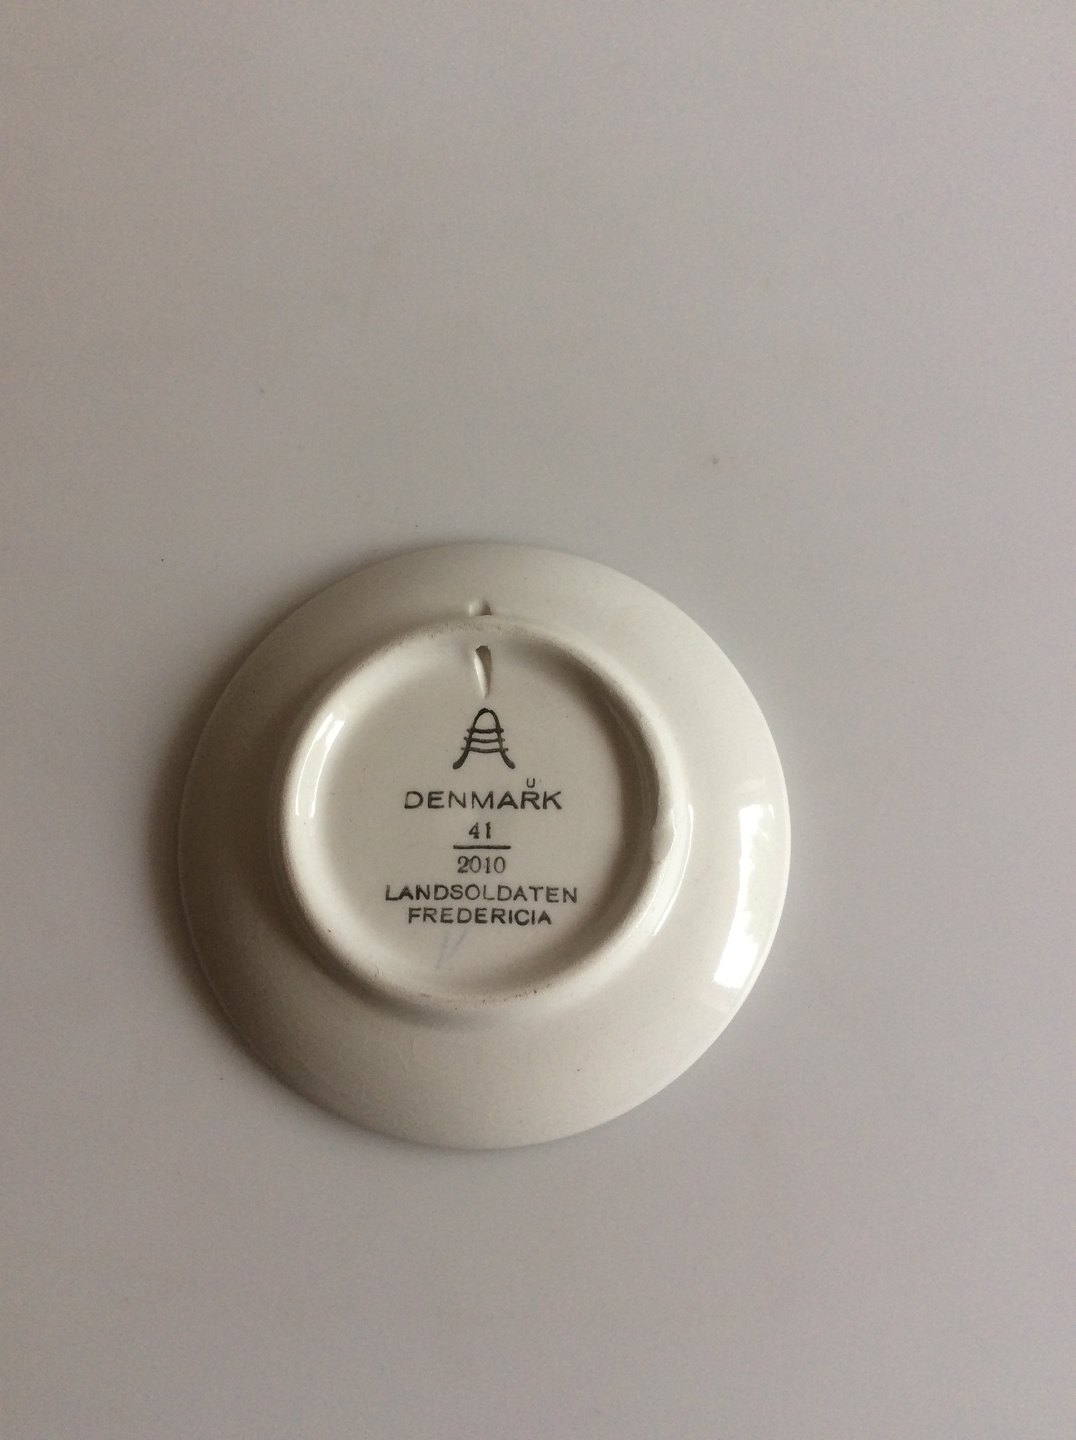 A
DENMARK
U
41
2010
LANDSOLDATEN
FREDERICIA